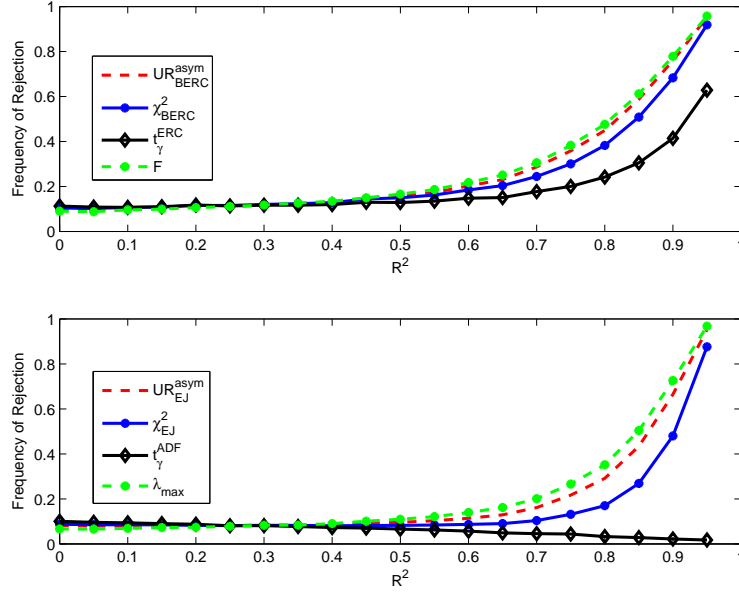 1
0.8
0.6
0.4
0.2
0
Frequency of Rejection
UR^asym_BERC
χ²_BERC
t^ERC_γ
F
0 0.1 0.2 0.3 0.4 0.5 0.6 0.7 0.8 0.9 1
R²
1
0.8
0.6
0.4
0.2
0
Frequency of Rejection
UR^asym_EJ
χ²_EJ
t^ADF_γ
λ_max
0 0.1 0.2 0.3 0.4 0.5 0.6 0.7 0.8 0.9 1
R²